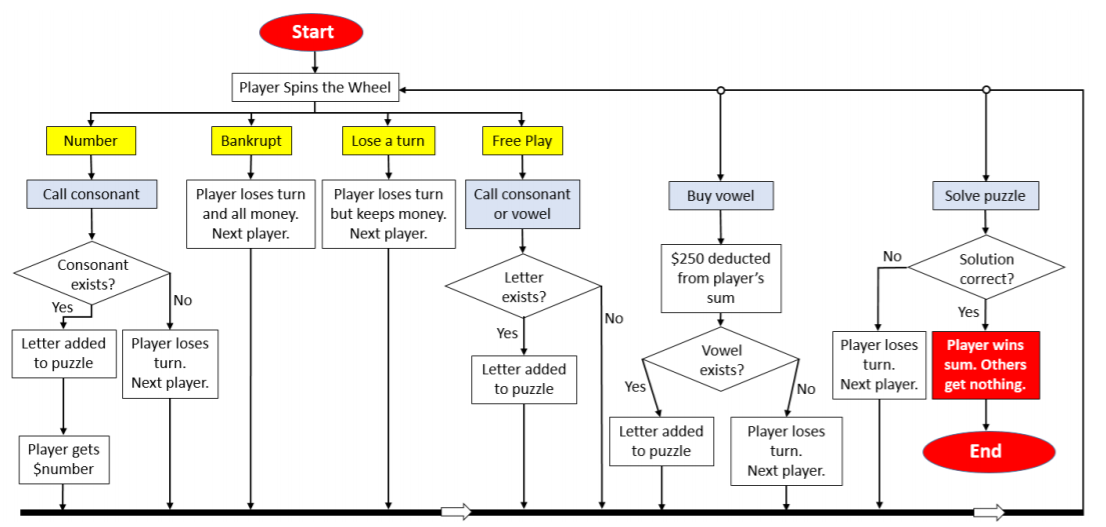 Start
Player Spins the Wheel
Number
Bankrupt
Lose a turn
Free Play
Call consonant
Player loses turn
and all money.
Next player.
Player loses turn
but keeps money.
Next player.
Call consonant
or vowel
Buy vowel
Solve puzzle
Consonant
exists?
Yes
No
Letter added
to puzzle
Player loses
turn.
Next player.
Player gets
$number
Letter
exists?
Yes
No
Letter added
to puzzle
$250 deducted
from player's
sum
Vowel
exists?
Yes
No
Letter added
to puzzle
Player loses
turn.
Next player.
Solution
correct?
No
Yes
Player loses
turn.
Next player.
Player wins
sum. Others
get nothing.
End